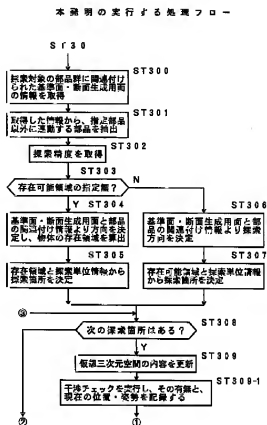 本発明の実行する処理フロー
ST30
ST300
探索対象の部品群に関連付け
られた基準面・断面生成用面
の情報を取得
ST301
取得した情報から、指定部品
以外に連動する部品を抽出
ST302
探索精度を取得
ST303
存在可能領域の指定無?
N
Y
ST304
基準面・断面生成用面と部品
の関連付け情報より方向を決
定し、物体の存在領域を算出
ST306
基準面・断面生成用面と部品
の関連付け情報より探索
方向を決定
ST305
存在領域と探索単位情報から
探索箇所を決定
ST307
存在可能領域と探索単位情報
から探索箇所を決定
③
ST308
次の探索箇所はある?
Y
ST309
仮想三次元空間の内容を更新
ST309-1
干渉チェックを実行し、その有無と、
現在の位置・姿勢を記録する
②
①